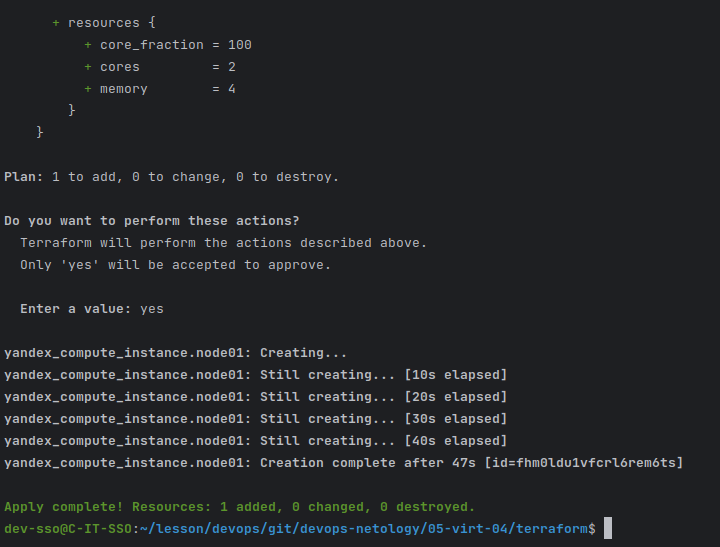 + resources {
+ core_fraction = 100
+ cores         = 2
+ memory        = 4
}
}
Plan: 1 to add, 0 to change, 0 to destroy.
Do you want to perform these actions?
Terraform will perform the actions described above.
Only 'yes' will be accepted to approve.
Enter a value: yes
yandex_compute_instance.node01: Creating...
yandex_compute_instance.node01: Still creating... [10s elapsed]
yandex_compute_instance.node01: Still creating... [20s elapsed]
yandex_compute_instance.node01: Still creating... [30s elapsed]
yandex_compute_instance.node01: Still creating... [40s elapsed]
yandex_compute_instance.node01: Creation complete after 47s [id=fhm0ldu1vfcrl6rem6ts]
Apply complete! Resources: 1 added, 0 changed, 0 destroyed.
dev-sso@C-IT-SSO:~/lesson/devops/git/devops-netology/05-virt-04/terraform$